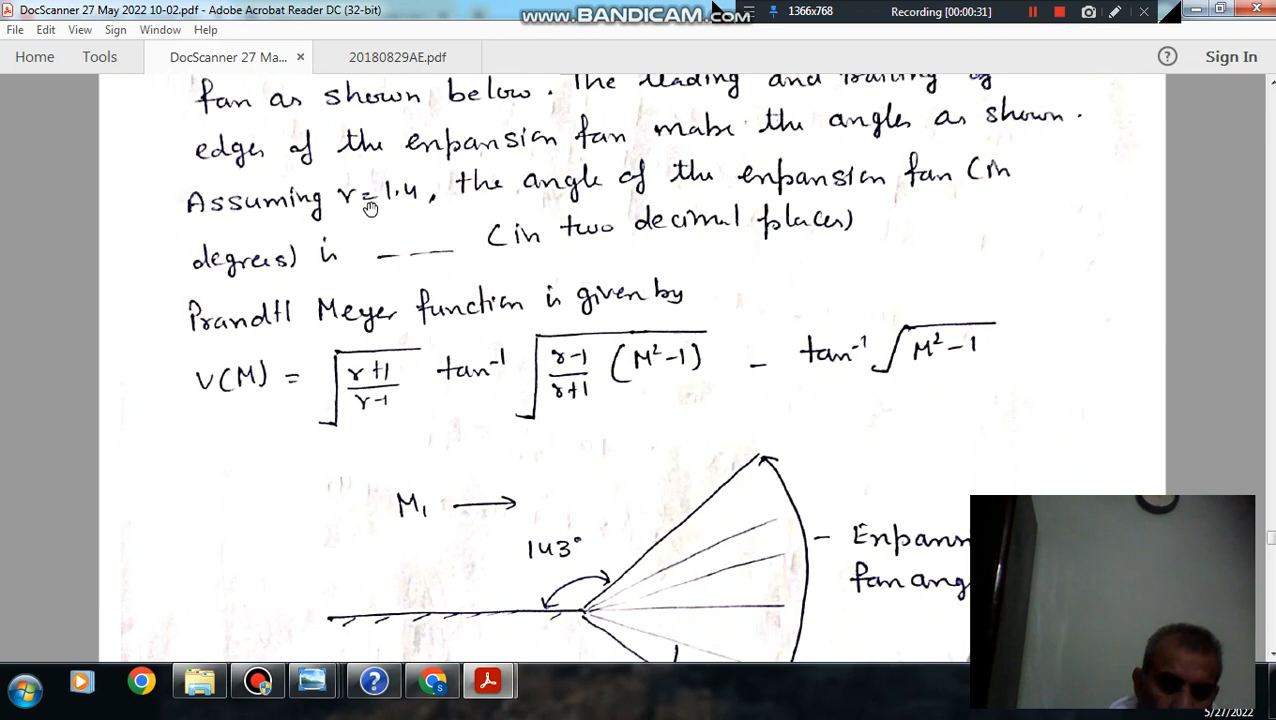 DocScanner 27 May 2022 10-02.pdf - Adobe Acrobat Reader DC (32-bit)
www.BANDICAM.com
1366x768
Recording [00:00:31]
File Edit View Sign Window Help
Home Tools DocScanner 27 Ma... × 20180829AE.pdf Sign In
fan as shown below. The leading and trailing
edges of the expansion fan make the angles as shown.
Assuming γ = 1.4, the angle of the expansion fan (in
degrees) is --- (in two decimal places)
Prandtl Meyer function is given by
ν(M) = √((γ+1)/(γ-1)) tan⁻¹ √((γ-1)/(γ+1) (M²-1)) - tan⁻¹ √(M²-1)
M₁ →
143°
- Expansi
fan ang
5/27/2022